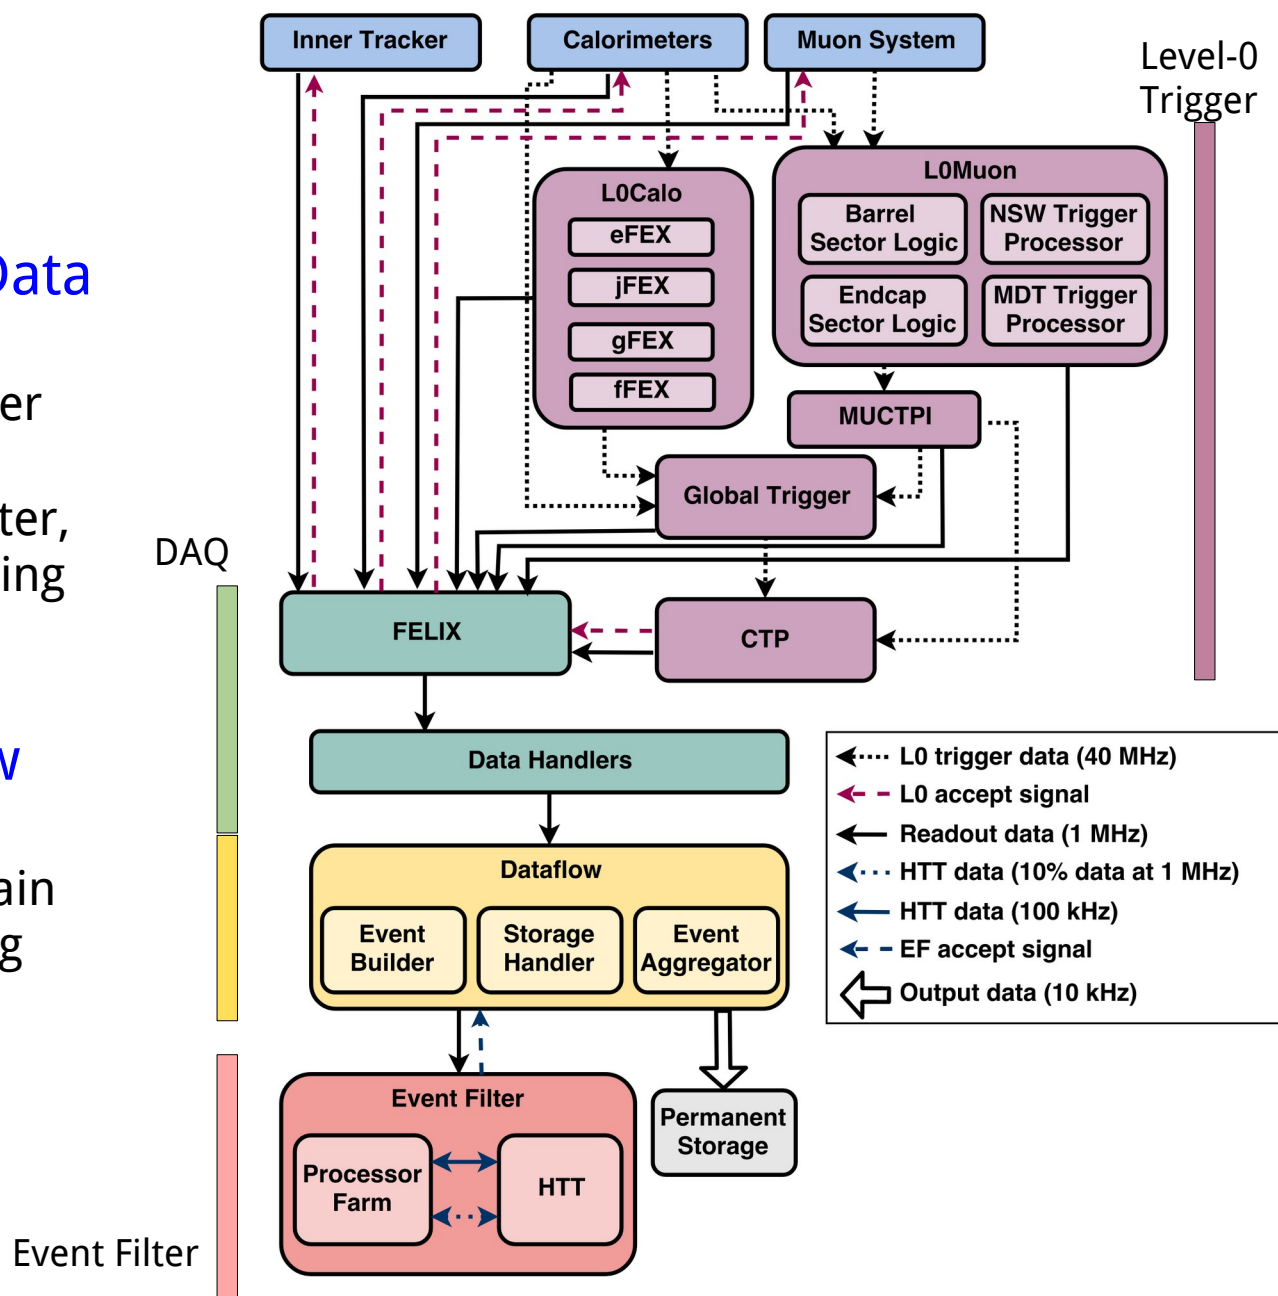 Inner Tracker
Calorimeters
Muon System
Level-0
Trigger
L0Calo
eFEX
jFEX
gFEX
fFEX
L0Muon
Barrel
Sector Logic
NSW Trigger
Processor
Endcap
Sector Logic
MDT Trigger
Processor
MUCTPI
Global Trigger
Data
er
ter,
ing
DAQ
FELIX
CTP
Data Handlers
w
ain
g
Dataflow
Event
Builder
Storage
Handler
Event
Aggregator
L0 trigger data (40 MHz)
L0 accept signal
Readout data (1 MHz)
HTT data (10% data at 1 MHz)
HTT data (100 kHz)
EF accept signal
Output data (10 kHz)
Event Filter
Processor
Farm
HTT
Permanent
Storage
Event Filter